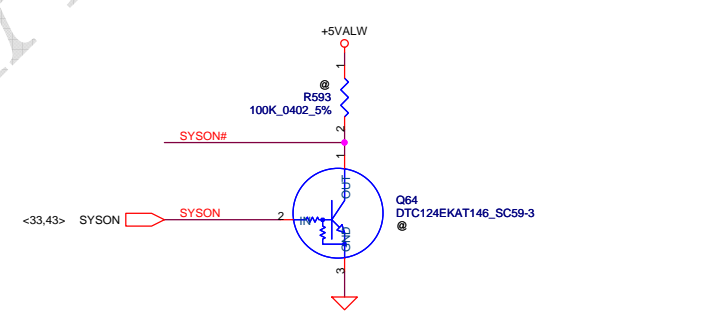 +5VALW
1
@
R593
100K_0402_5%
2
SYSON#
1
OUT
Q64
DTC124EKAT146_SC59-3
@
<33,43> SYSON
SYSON
2
IN
GND
3